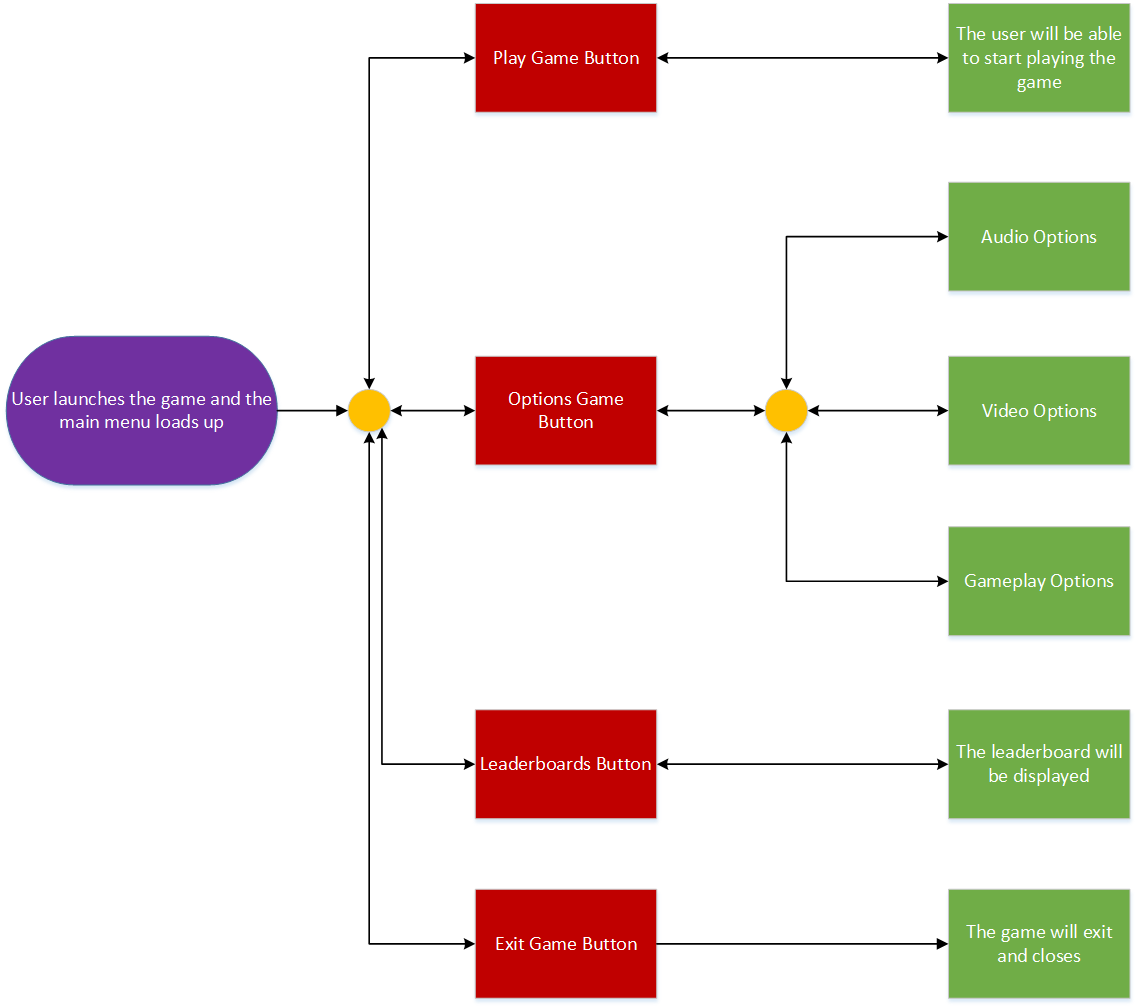 Play Game Button
The user will be able
to start playing the
game
Audio Options
User launches the game and the
main menu loads up
Options Game
Button
Video Options
Gameplay Options
Leaderboards Button
The leaderboard will
be displayed
Exit Game Button
The game will exit
and closes